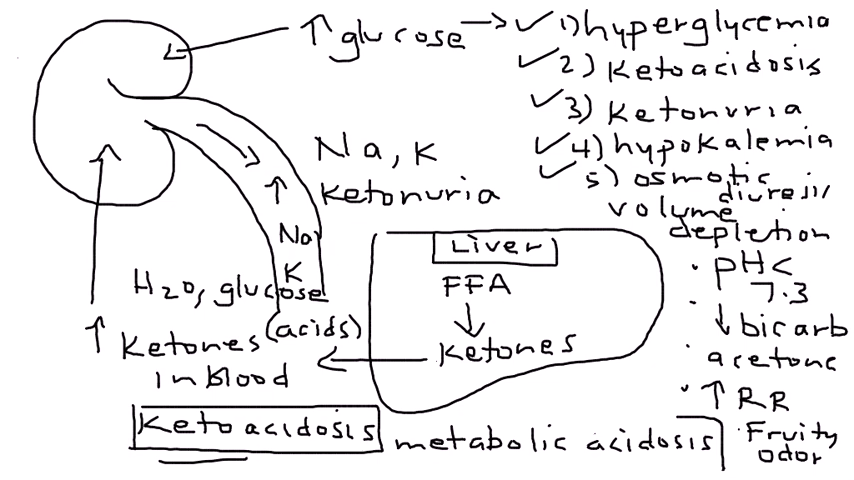 ↑ glucose → ✓ 1) hyperglycemia
✓ 2) Ketoacidosis
✓ 3) Ketonuria
✓ 4) hypokalemia
✓ 5) osmotic
diuresis
volume
depletion
Na, K
Ketonuria
↑
Na
K
H2O, glucose
(acids)
↑ Ketones
in blood
Liver
FFA
↓
Ketones
Ketoacidosis
metabolic acidosis
• pH <
7.3
• ↓ bicarb
• acetone
• ↑ RR
Fruity
odor